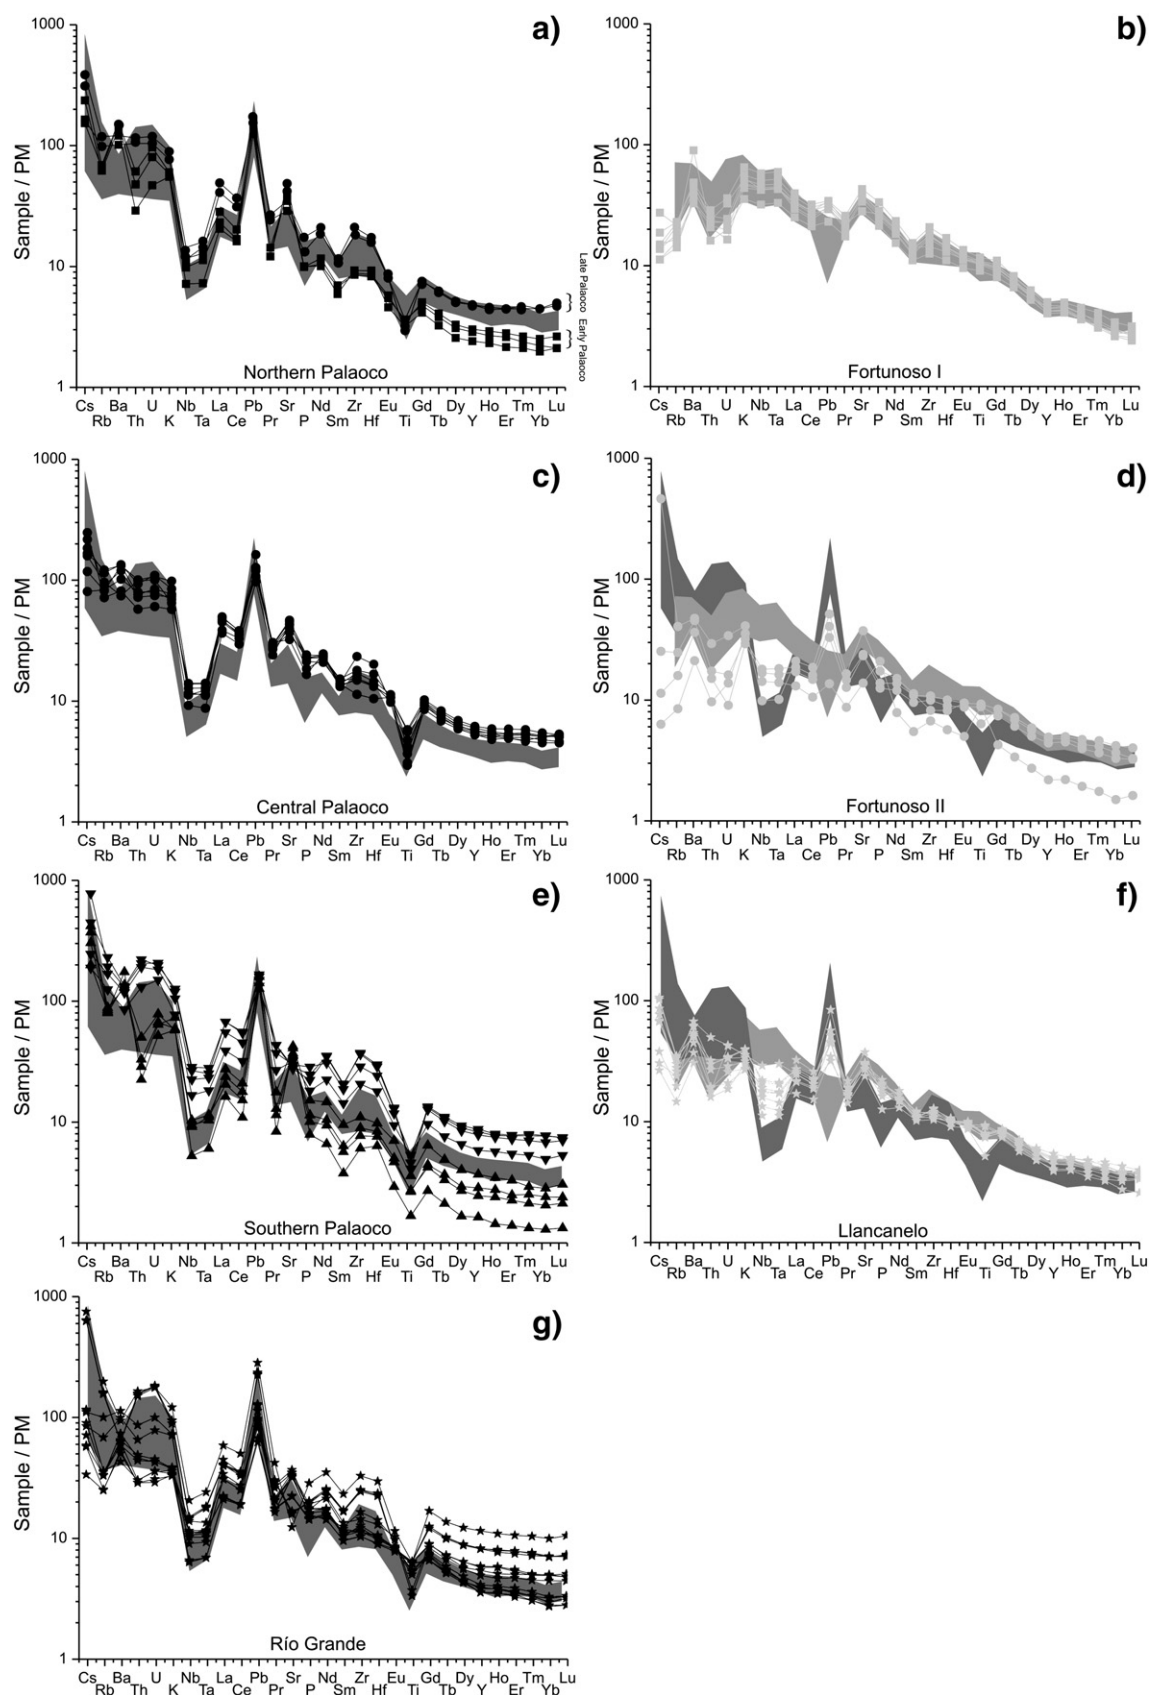 a)
1000
100
10
1
Sample / PM
Late Palaoco
Early Palaoco
Northern Palaoco
Cs Ba U Nb La Pb Sr Nd Zr Eu Gd Dy Ho Tm Lu
Rb Th K Ta Ce Pr P Sm Hf Ti Tb Y Er Yb
b)
1000
100
10
1
Sample / PM
Fortunoso I
Cs Ba U Nb La Pb Sr Nd Zr Eu Gd Dy Ho Tm Lu
Rb Th K Ta Ce Pr P Sm Hf Ti Tb Y Er Yb
c)
1000
100
10
1
Sample / PM
Central Palaoco
Cs Ba U Nb La Pb Sr Nd Zr Eu Gd Dy Ho Tm Lu
Rb Th K Ta Ce Pr P Sm Hf Ti Tb Y Er Yb
d)
1000
100
10
1
Sample / PM
Fortunoso II
Cs Ba U Nb La Pb Sr Nd Zr Eu Gd Dy Ho Tm Lu
Rb Th K Ta Ce Pr P Sm Hf Ti Tb Y Er Yb
e)
1000
100
10
1
Sample / PM
Southern Palaoco
Cs Ba U Nb La Pb Sr Nd Zr Eu Gd Dy Ho Tm Lu
Rb Th K Ta Ce Pr P Sm Hf Ti Tb Y Er Yb
f)
1000
100
10
1
Sample / PM
Llancanelo
Cs Ba U Nb La Pb Sr Nd Zr Eu Gd Dy Ho Tm Lu
Rb Th K Ta Ce Pr P Sm Hf Ti Tb Y Er Yb
g)
1000
100
10
1
Sample / PM
Río Grande
Cs Ba U Nb La Pb Sr Nd Zr Eu Gd Dy Ho Tm Lu
Rb Th K Ta Ce Pr P Sm Hf Ti Tb Y Er Yb